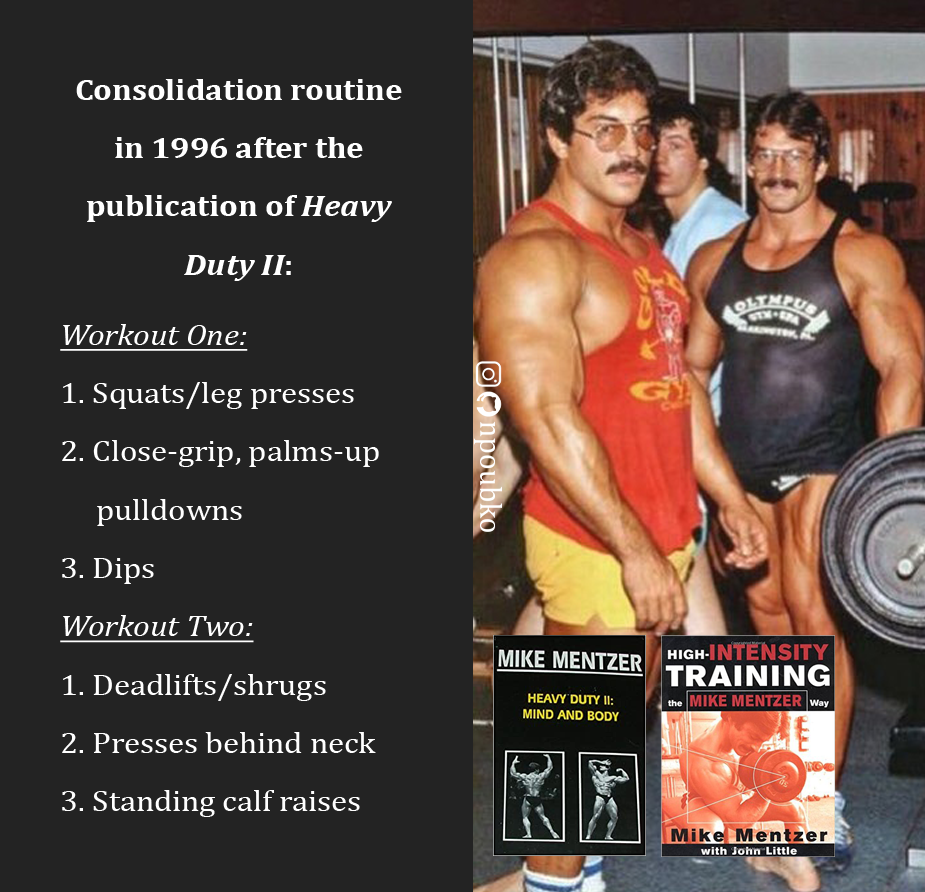 Consolidation routine
in 1996 after the
publication of Heavy
Duty II:
Workout One:
1. Squats/leg presses
2. Close-grip, palms-up
pulldowns
3. Dips
Workout Two:
1. Deadlifts/shrugs
2. Presses behind neck
3. Standing calf raises
npoubko
OLYMPUS
GYM • SPA
WARRINGTON, PA.
MIKE MENTZER
HEAVY DUTY II:
MIND AND BODY
HIGH-INTENSITY
TRAINING
the MIKE MENTZER Way
Mike Mentzer
with John Little